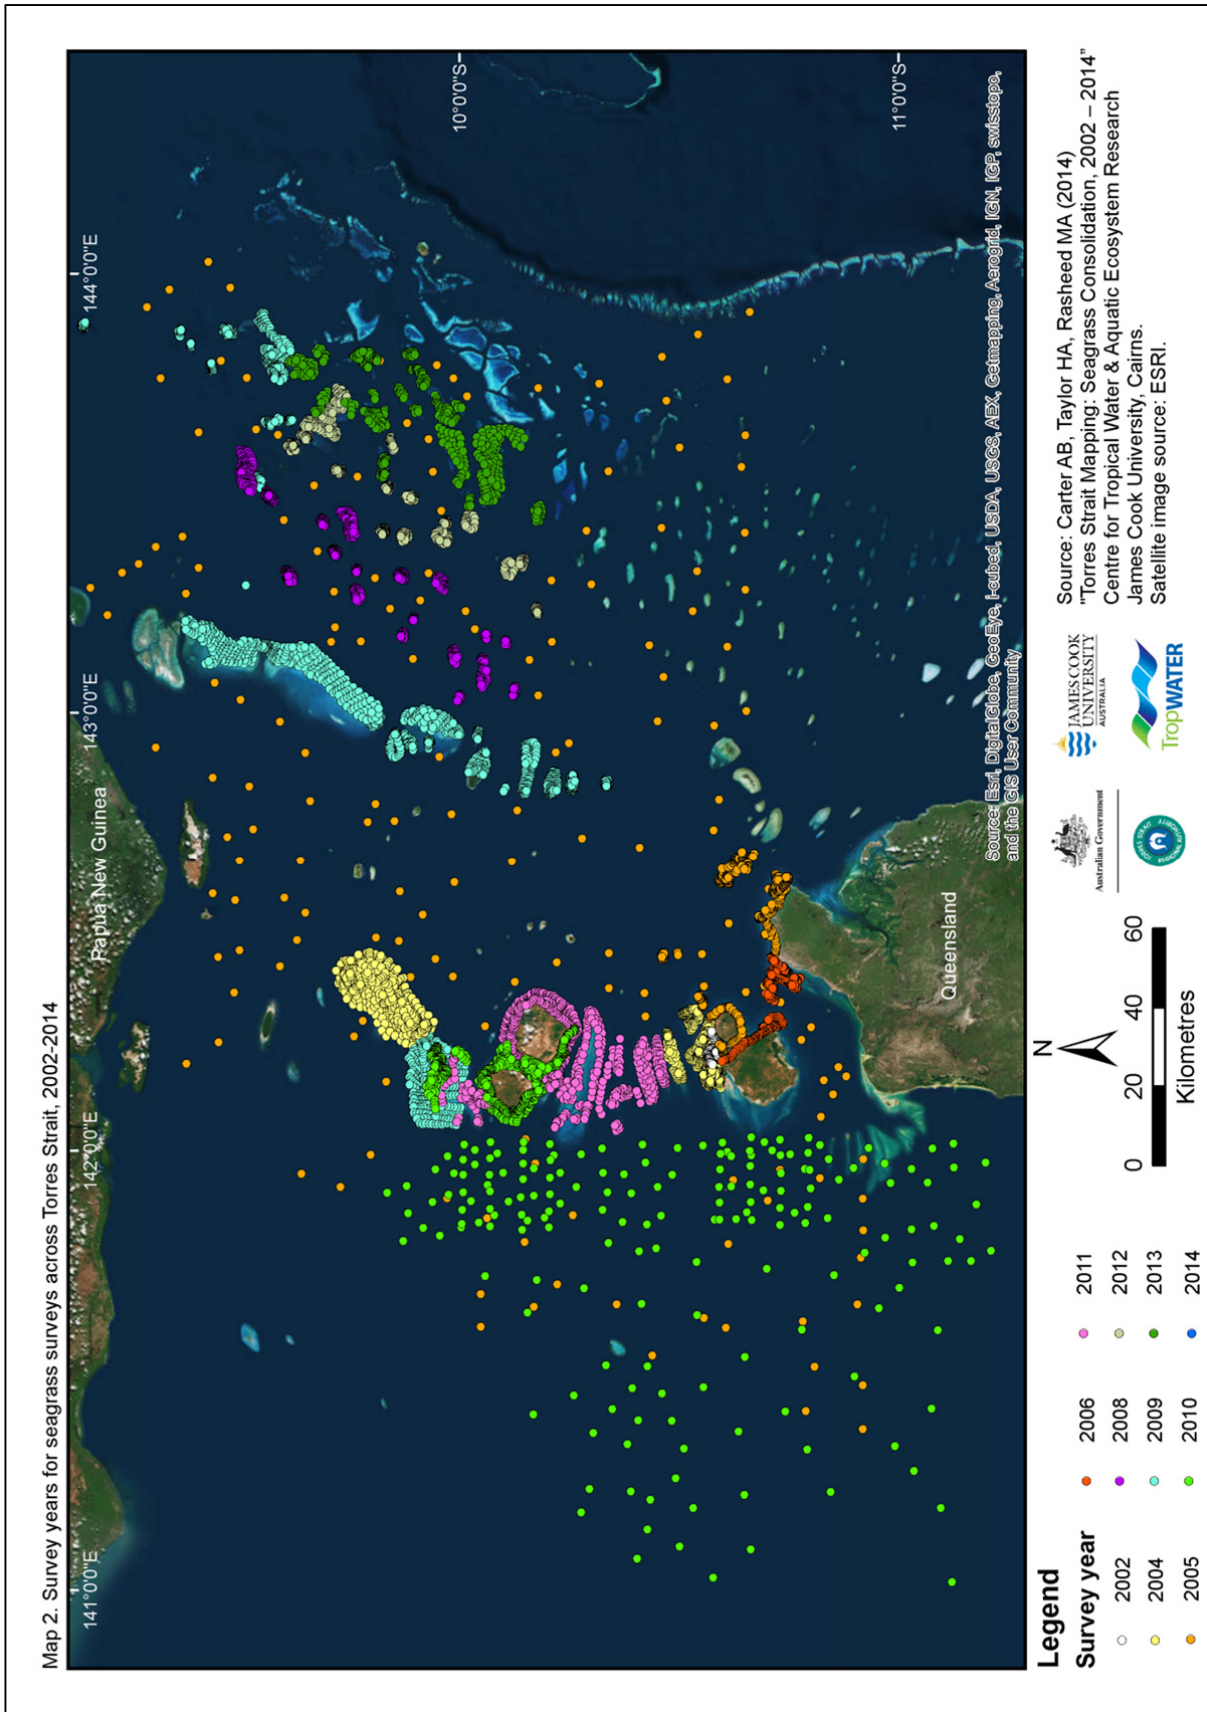 Map 2. Survey years for seagrass surveys across Torres Strait, 2002-2014
141°0'0"E
142°0'0"E
143°0'0"E
144°0'0"E
Papua New Guinea
10°0'0"S
11°0'0"S
Queensland
Source: Esri, DigitalGlobe, GeoEye, i-cubed, USDA, USGS, AEX, Getmapping, Aerogrid, IGN, IGP, swisstopo,
and the GIS User Community
Legend
Survey year
2002
2004
2005
2006
2008
2009
2010
2011
2012
2013
2014
N
0 20 40 60
Kilometres
Australian Government
JAMES COOK
UNIVERSITY
AUSTRALIA
TropWATER
Source: Carter AB, Taylor HA, Rasheed MA (2014)
"Torres Strait Mapping: Seagrass Consolidation, 2002 – 2014"
Centre for Tropical Water & Aquatic Ecosystem Research
James Cook University, Cairns.
Satellite image source: ESRI.